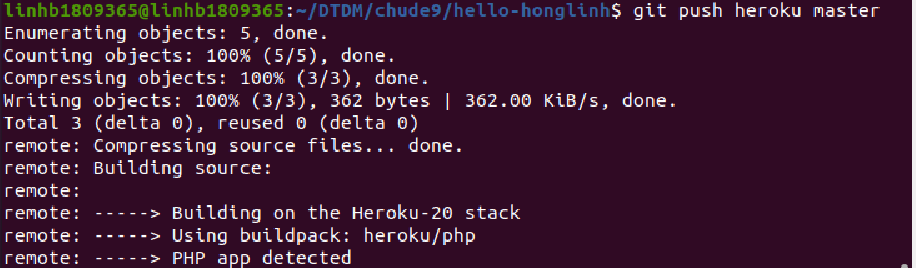 linhb1809365@linhb1809365:~/DTDM/chude9/hello-honglinh$ git push heroku master
Enumerating objects: 5, done.
Counting objects: 100% (5/5), done.
Compressing objects: 100% (3/3), done.
Writing objects: 100% (3/3), 362 bytes | 362.00 KiB/s, done.
Total 3 (delta 0), reused 0 (delta 0)
remote: Compressing source files... done.
remote: Building source:
remote:
remote: -----> Building on the Heroku-20 stack
remote: -----> Using buildpack: heroku/php
remote: -----> PHP app detected